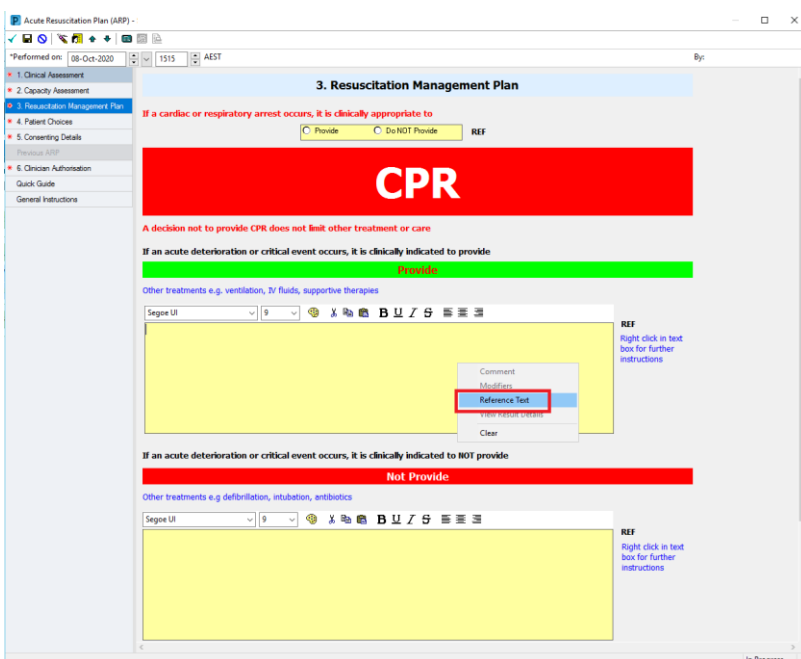 Acute Resuscitation Plan (ARP) -
*Performed on: 08-Oct-2020 1515 AEST By:
1. Clinical Assessment
2. Capacity Assessment
3. Resuscitation Management Plan
4. Patient Choices
5. Consenting Details
Previous ARP
6. Clinician Authorisation
Quick Guide
General Instructions
3. Resuscitation Management Plan
If a cardiac or respiratory arrest occurs, it is clinically appropriate to
Provide Do NOT Provide REF
CPR
A decision not to provide CPR does not limit other treatment or care
If an acute deterioration or critical event occurs, it is clinically indicated to provide
Provide
Other treatments e.g. ventilation, IV fluids, supportive therapies
Segoe UI 9 B U I S
REF
Right click in text
box for further
instructions
Comment
Modifiers
Reference Text
View Result Details
Clear
If an acute deterioration or critical event occurs, it is clinically indicated to NOT provide
Not Provide
Other treatments e.g defibrillation, intubation, antibiotics
Segoe UI 9 B U I S
REF
Right click in text
box for further
instructions
In Progress